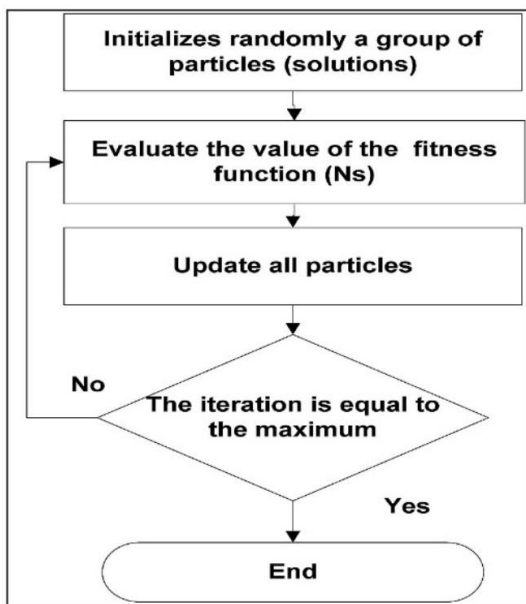 Initializes randomly a group of
particles (solutions)
Evaluate the value of the fitness
function (Ns)
Update all particles
No
The iteration is equal to
the maximum
Yes
End